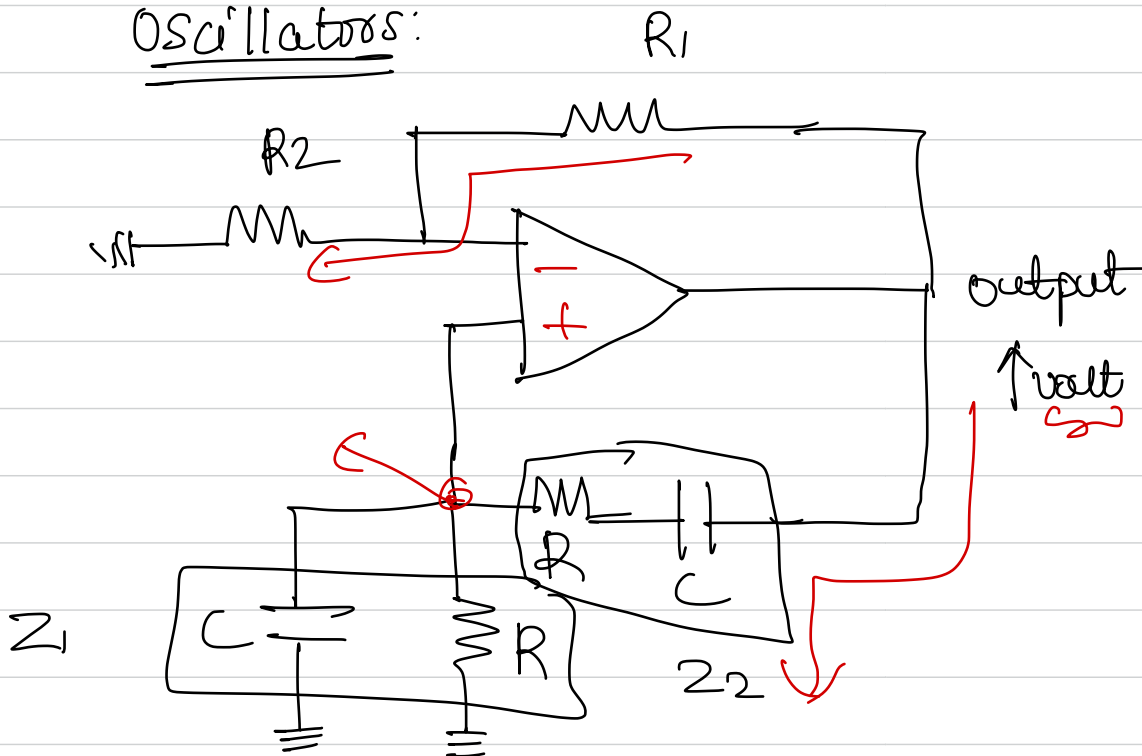 Oscillators:
R1
R2
−
+
output
↑ volt
R
C
Z1
C
R
Z2